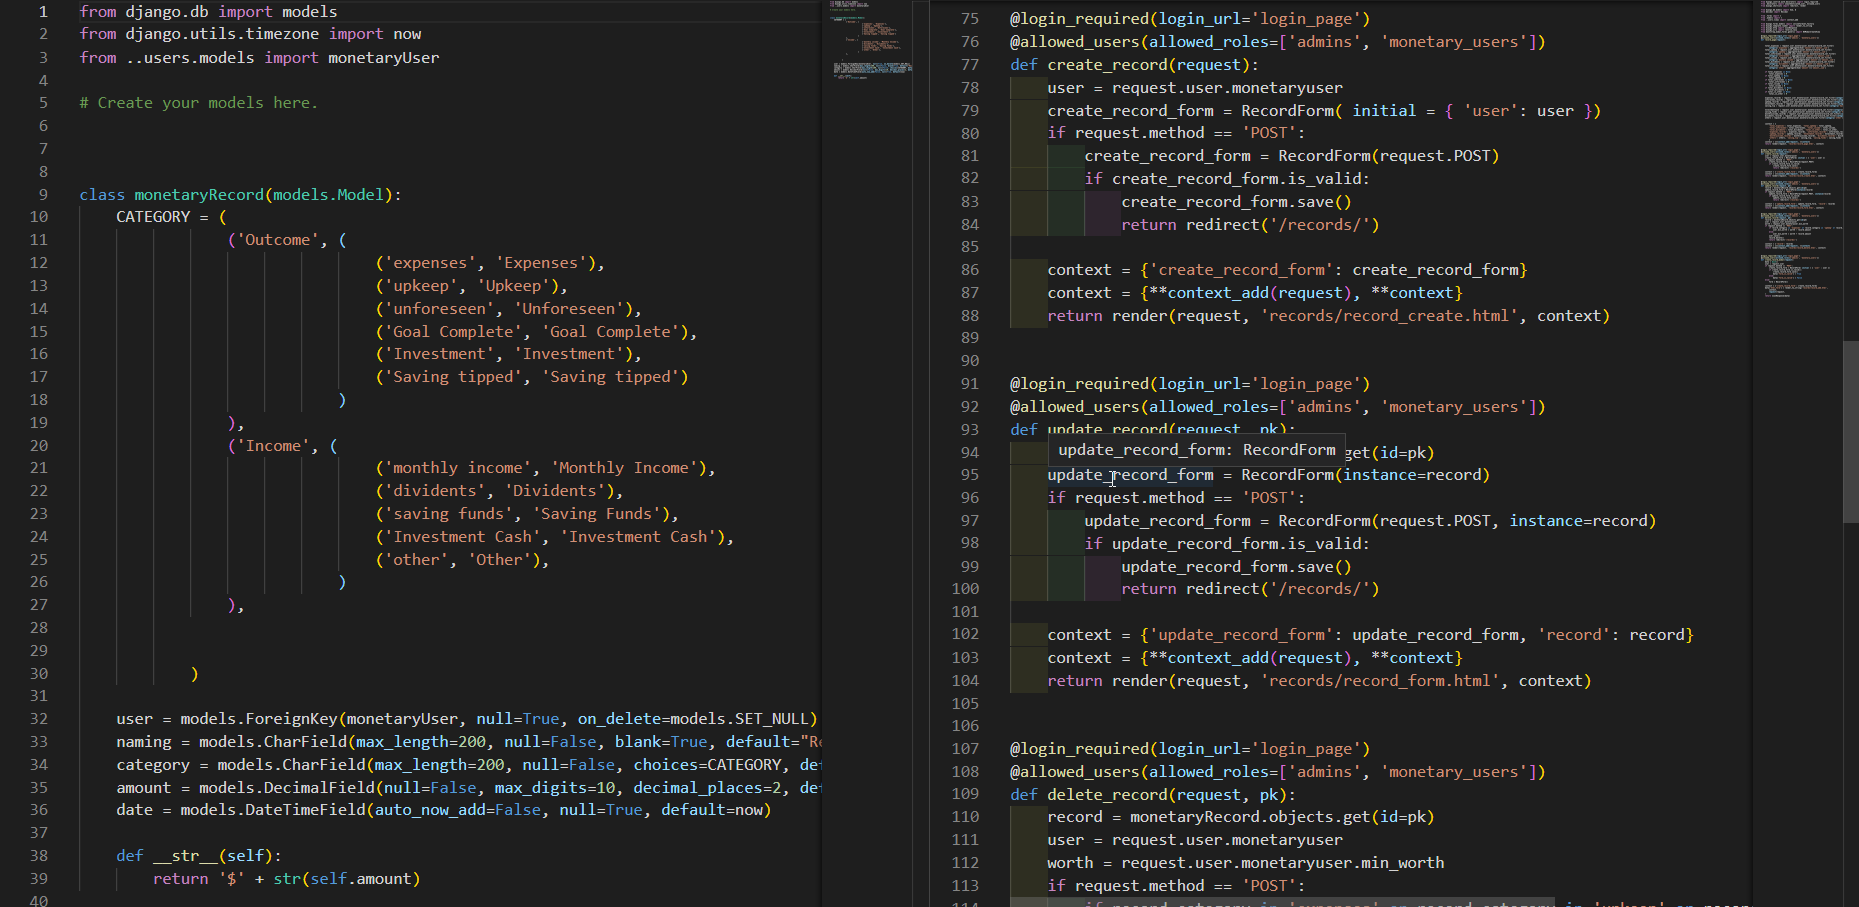 1 from django.db import models
2 from django.utils.timezone import now
3 from ..users.models import monetaryUser
4
5 # Create your models here.
6
7
8
9 class monetaryRecord(models.Model):
10 CATEGORY = (
11 ('Outcome', (
12 ('expenses', 'Expenses'),
13 ('upkeep', 'Upkeep'),
14 ('unforeseen', 'Unforeseen'),
15 ('Goal Complete', 'Goal Complete'),
16 ('Investment', 'Investment'),
17 ('Saving tipped', 'Saving tipped')
18 )
19 ),
20 ('Income', (
21 ('monthly income', 'Monthly Income'),
22 ('dividents', 'Dividents'),
23 ('saving funds', 'Saving Funds'),
24 ('Investment Cash', 'Investment Cash'),
25 ('other', 'Other'),
26 )
27 ),
28
29
30 )
31
32 user = models.ForeignKey(monetaryUser, null=True, on_delete=models.SET_NULL)
33 naming = models.CharField(max_length=200, null=False, blank=True, default="Re
34 category = models.CharField(max_length=200, null=False, choices=CATEGORY, def
35 amount = models.DecimalField(null=False, max_digits=10, decimal_places=2, def
36 date = models.DateTimeField(auto_now_add=False, null=True, default=now)
37
38 def __str__(self):
39 return '$' + str(self.amount)
40
75 @login_required(login_url='login_page')
76 @allowed_users(allowed_roles=['admins', 'monetary_users'])
77 def create_record(request):
78 user = request.user.monetaryuser
79 create_record_form = RecordForm( initial = { 'user': user })
80 if request.method == 'POST':
81 create_record_form = RecordForm(request.POST)
82 if create_record_form.is_valid:
83 create_record_form.save()
84 return redirect('/records/')
85
86 context = {'create_record_form': create_record_form}
87 context = {**context_add(request), **context}
88 return render(request, 'records/record_create.html', context)
89
90
91 @login_required(login_url='login_page')
92 @allowed_users(allowed_roles=['admins', 'monetary_users'])
93 def update_record(request, pk):
update_record_form: RecordForm
94 get(id=pk)
95 update_record_form = RecordForm(instance=record)
96 if request.method == 'POST':
97 update_record_form = RecordForm(request.POST, instance=record)
98 if update_record_form.is_valid:
99 update_record_form.save()
100 return redirect('/records/')
101
102 context = {'update_record_form': update_record_form, 'record': record}
103 context = {**context_add(request), **context}
104 return render(request, 'records/record_form.html', context)
105
106
107 @login_required(login_url='login_page')
108 @allowed_users(allowed_roles=['admins', 'monetary_users'])
109 def delete_record(request, pk):
110 record = monetaryRecord.objects.get(id=pk)
111 user = request.user.monetaryuser
112 worth = request.user.monetaryuser.min_worth
113 if request.method == 'POST':